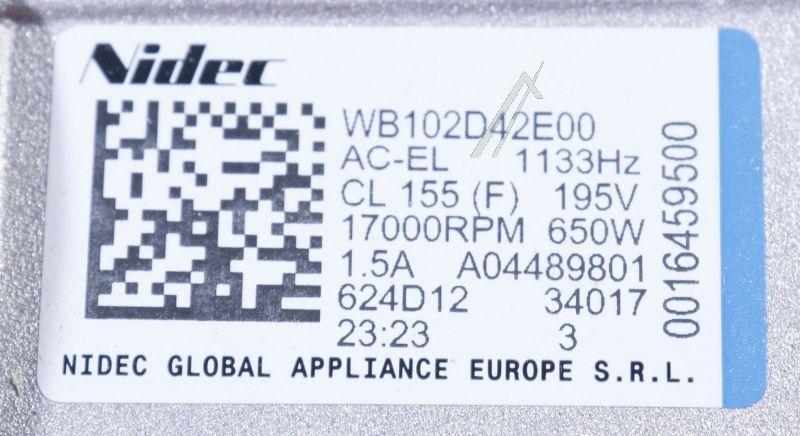 Nidec
WB102D42E00
AC-EL 1133Hz
CL 155 (F) 195V
17000RPM 650W
1.5A A04489801
624D12 34017
23:23 3
0016459500
NIDEC GLOBAL APPLIANCE EUROPE S.R.L.